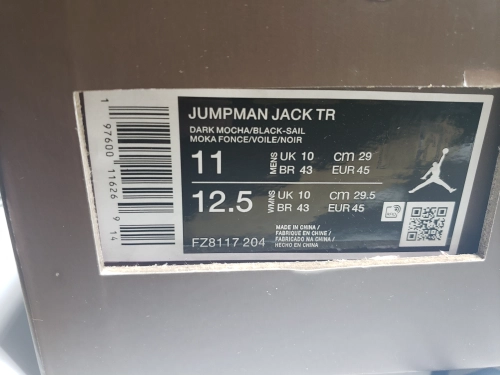 JUMPMAN JACK TR
DARK MOCHA/BLACK-SAIL
MOKA FONCE/VOILE/NOIR
11 MENS UK 10 CM 29
BR 43 EUR 45
12.5 WMNS UK 10 CM 29.5
BR 43 EUR 45
FZ8117 204
MADE IN CHINA /
FABRIQUE EN CHINE /
FABRICADO NA CHINA /
HECHO EN CHINA
1 97600 11626 9 14